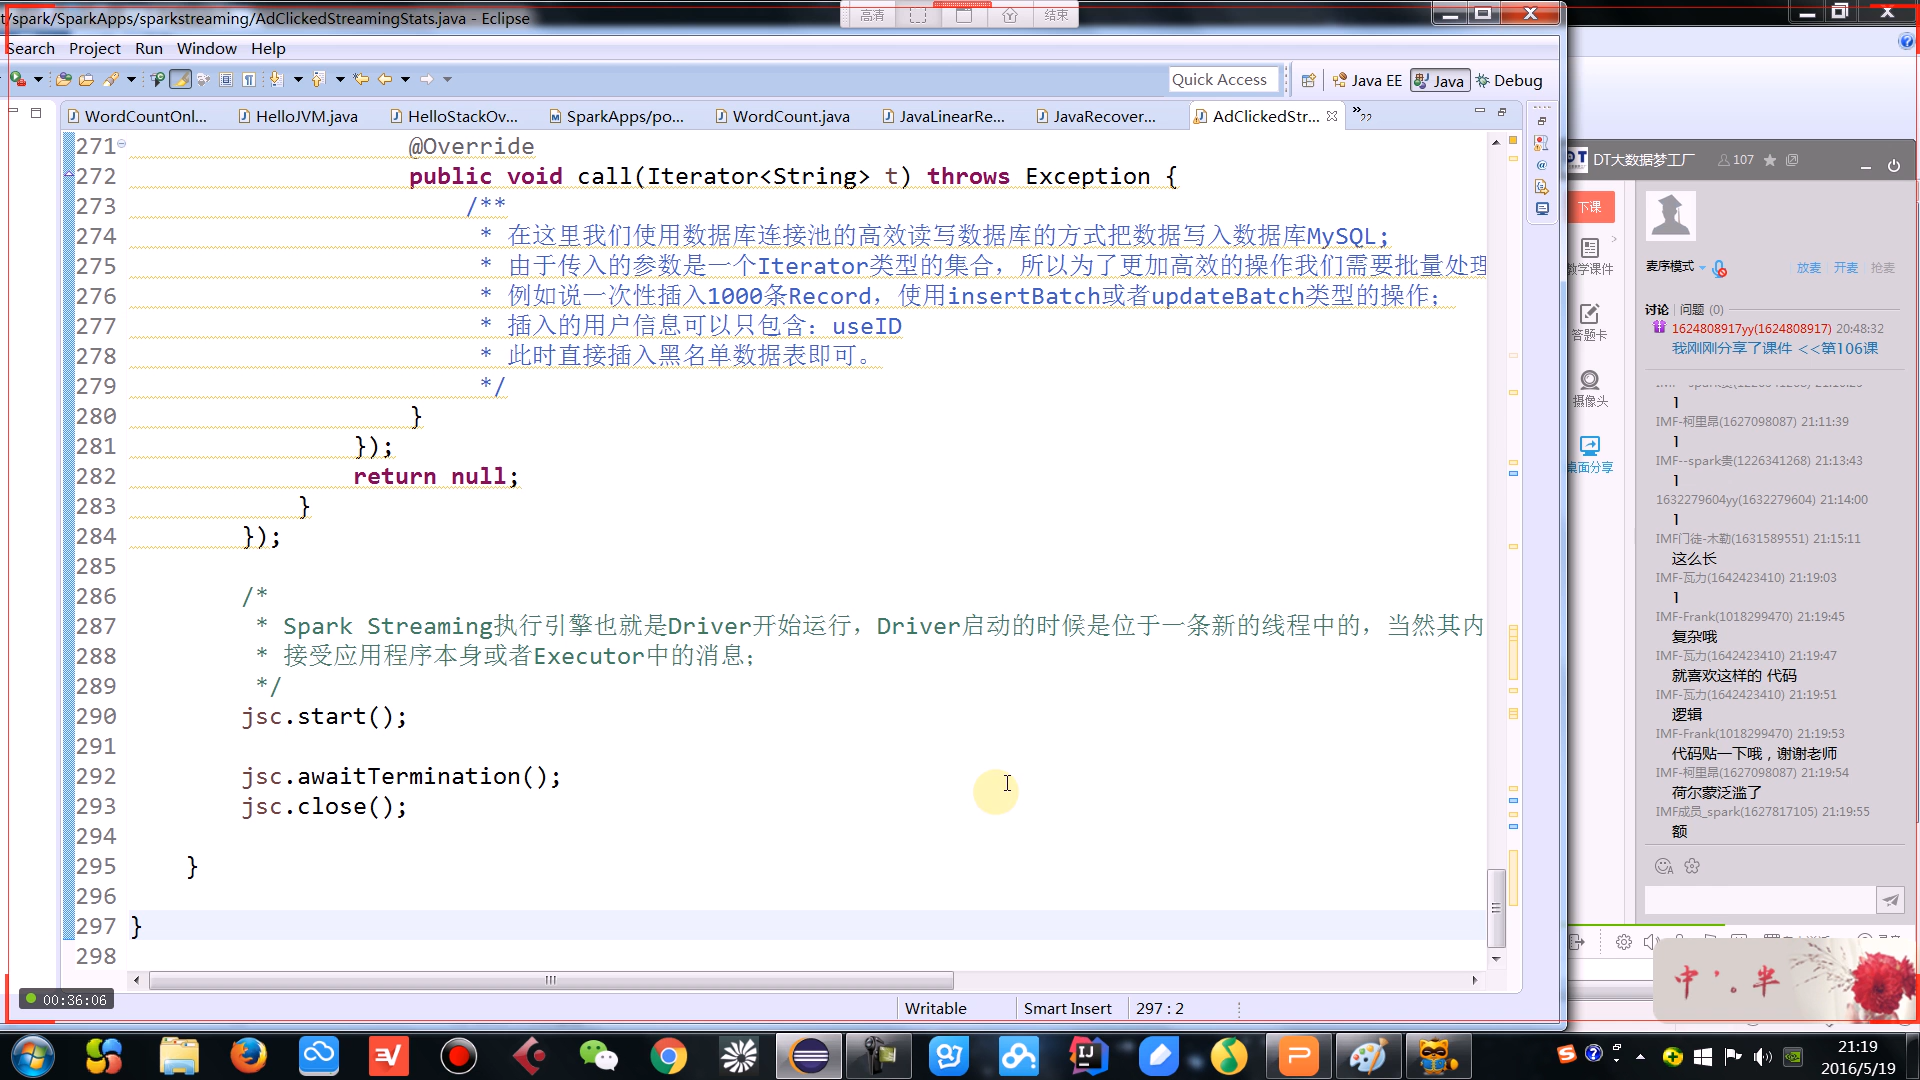 t/spark/SparkApps/sparkstreaming/AdClickedStreamingStats.java - Eclipse
高清
结束
Search Project Run Window Help
Quick Access
Java EE
Java
Debug
WordCountOnl...
HelloJVM.java
HelloStackOv...
SparkApps/po...
WordCount.java
JavaLinearRe...
JavaRecover...
AdClickedStr...
»22
271 @Override
272 public void call(Iterator<String> t) throws Exception {
273 /**
274 * 在这里我们使用数据库连接池的高效读写数据库的方式把数据写入数据库MySQL;
275 * 由于传入的参数是一个Iterator类型的集合，所以为了更加高效的操作我们需要批量处理
276 * 例如说一次性插入1000条Record，使用insertBatch或者updateBatch类型的操作;
277 * 插入的用户信息可以只包含：useID
278 * 此时直接插入黑名单数据表即可。
279 */
280 }
281 });
282 return null;
283 }
284 });
285
286 /*
287 * Spark Streaming执行引擎也就是Driver开始运行，Driver启动的时候是位于一条新的线程中的，当然其内
288 * 接受应用程序本身或者Executor中的消息;
289 */
290 jsc.start();
291
292 jsc.awaitTermination();
293 jsc.close();
294
295 }
296
297 }
298
00:36:06
Writable
Smart Insert
297 : 2
DT大数据梦工厂
107
下课
教学课件
答题卡
摄像头
桌面分享
麦序模式
放麦
开麦
抢麦
讨论
问题 (0)
1624808917yy(1624808917) 20:48:32
我刚刚分享了课件 <<第106课
1
IMF-柯里昂(1627098087) 21:11:39
1
IMF--spark贵(1226341268) 21:13:43
1
1632279604yy(1632279604) 21:14:00
1
IMF门徒-木勒(1631589551) 21:15:11
这么长
IMF-瓦力(1642423410) 21:19:03
1
IMF-Frank(1018299470) 21:19:45
复杂哦
IMF-瓦力(1642423410) 21:19:47
就喜欢这样的 代码
IMF-瓦力(1642423410) 21:19:51
逻辑
IMF-Frank(1018299470) 21:19:53
代码贴一下哦，谢谢老师
IMF-柯里昂(1627098087) 21:19:54
荷尔蒙泛滥了
IMF成员_spark(1627817105) 21:19:55
额
中 ' 。半
21:19
2016/5/19